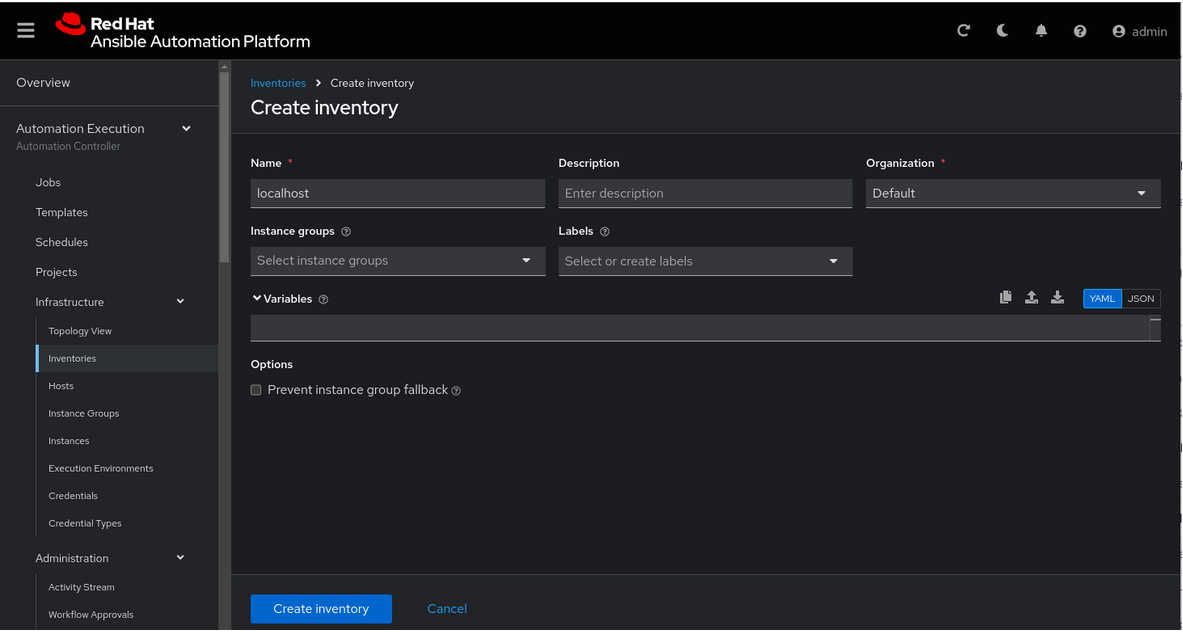 Red Hat
Ansible Automation Platform
admin
Overview
Automation Execution
Automation Controller
Jobs
Templates
Schedules
Projects
Infrastructure
Topology View
Inventories
Hosts
Instance Groups
Instances
Execution Environments
Credentials
Credential Types
Administration
Activity Stream
Workflow Approvals
Inventories > Create inventory
Create inventory
Name * Description Organization *
localhost Enter description Default
Instance groups Labels
Select instance groups Select or create labels
Variables YAML JSON
Options
Prevent instance group fallback
Create inventory Cancel